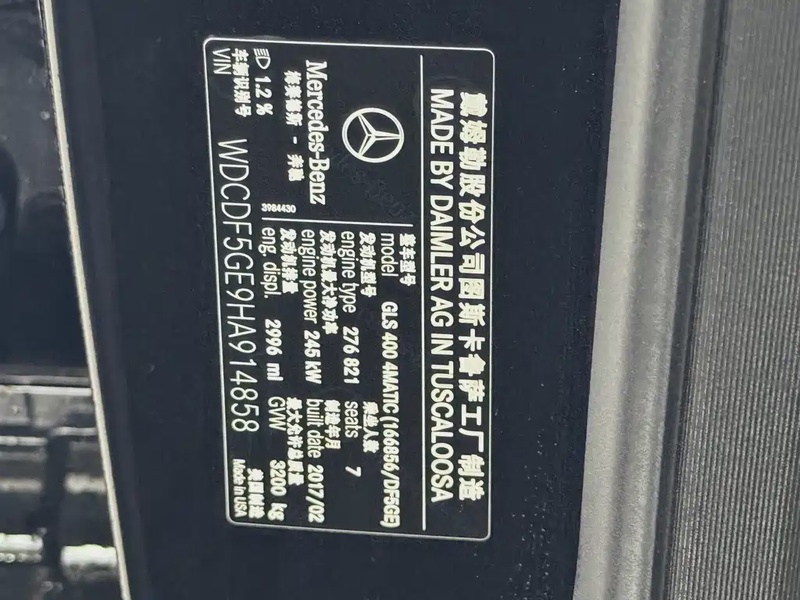 戴姆勒股份公司图斯卡鲁萨工厂制造
MADE BY DAIMLER AG IN TUSCALOOSA
Mercedes-Benz
梅赛德斯 - 奔驰
3984430
1.2 %
整车型号
model GLS 400 4MATIC (166856/DF5GE)
发动机型号 乘坐人数
engine type 276 821 seats 7
发动机最大净功率 制造年月
engine power 245 kW built date 2017/02
发动机排量 最大允许总质量
eng. displ. 2996 ml GVW 3200 kg
车辆识别号 美国制造
VIN WDCDF5GE9HA914858 Made in USA